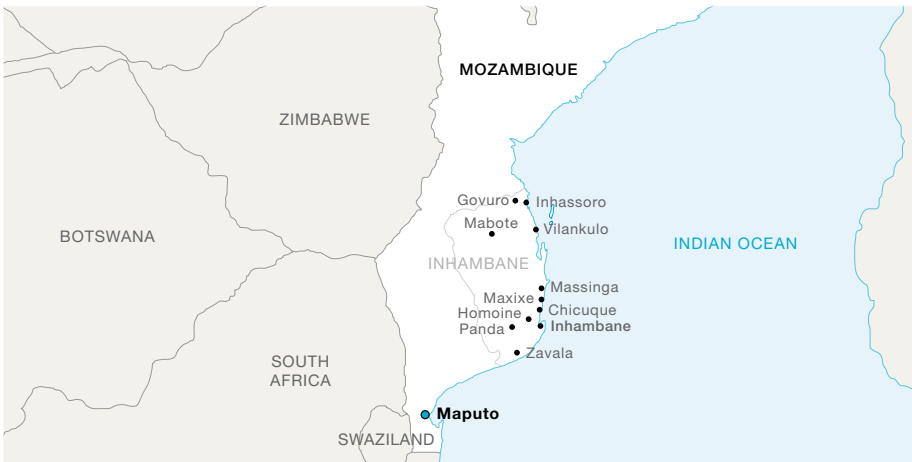 MOZAMBIQUE
ZIMBABWE
Govuro
Inhassoro
Mabote
Vilankulo
BOTSWANA
INDIAN OCEAN
INHAMBANE
Massinga
Maxixe
Chicuque
Homoine
Inhambane
Panda
Zavala
SOUTH
AFRICA
Maputo
SWAZILAND